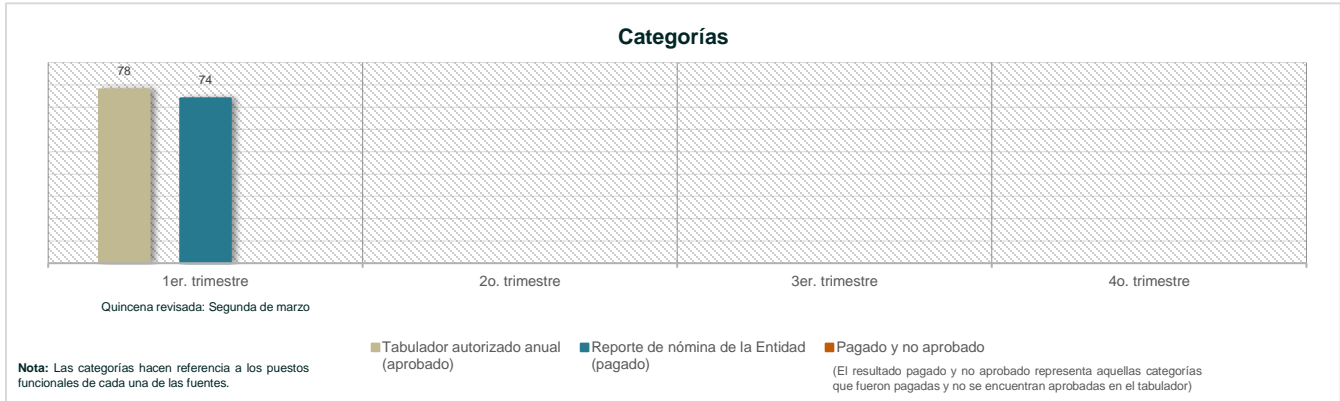 Categorías
78
74
1er. trimestre
2o. trimestre
3er. trimestre
4o. trimestre
Quincena revisada: Segunda de marzo
Tabulador autorizado anual
(aprobado)
Reporte de nómina de la Entidad
(pagado)
Pagado y no aprobado
(El resultado pagado y no aprobado representa aquellas categorías
que fueron pagadas y no se encuentran aprobadas en el tabulador)
Nota: Las categorías hacen referencia a los puestos
funcionales de cada una de las fuentes.